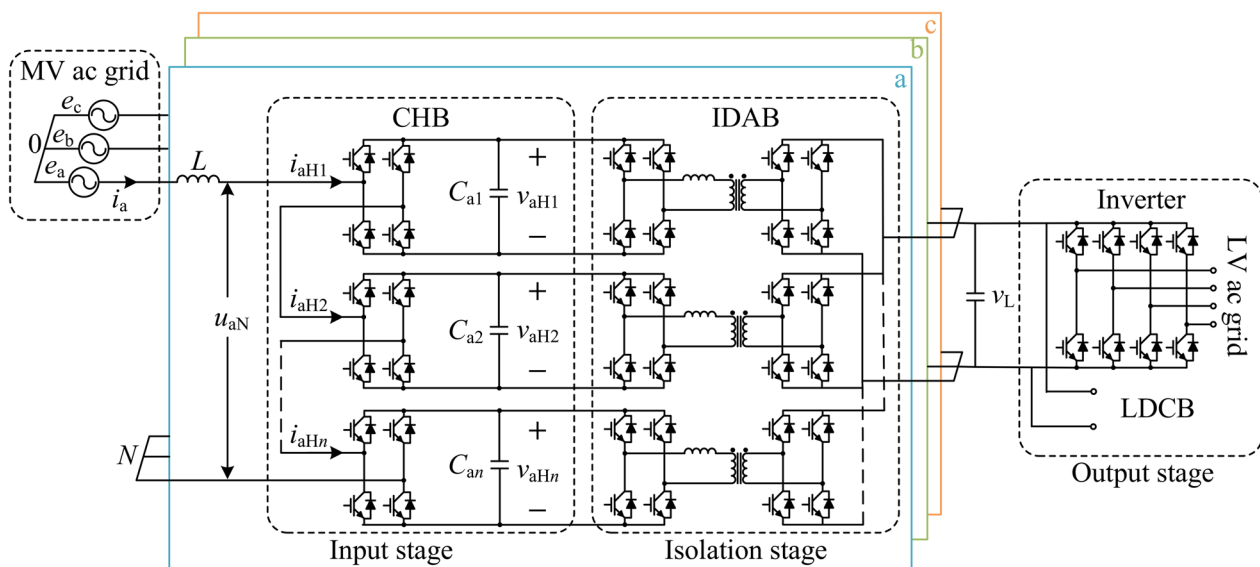 c
b
a
MV ac grid
e_c
e_b
0
e_a
i_a
L
u_aN
N
CHB
IDAB
i_aH1
C_a1
+
v_aH1
−
i_aH2
C_a2
+
v_aH2
−
i_aHn
C_an
+
v_aHn
−
Input stage
Isolation stage
v_L
Inverter
LV ac grid
LDCB
Output stage